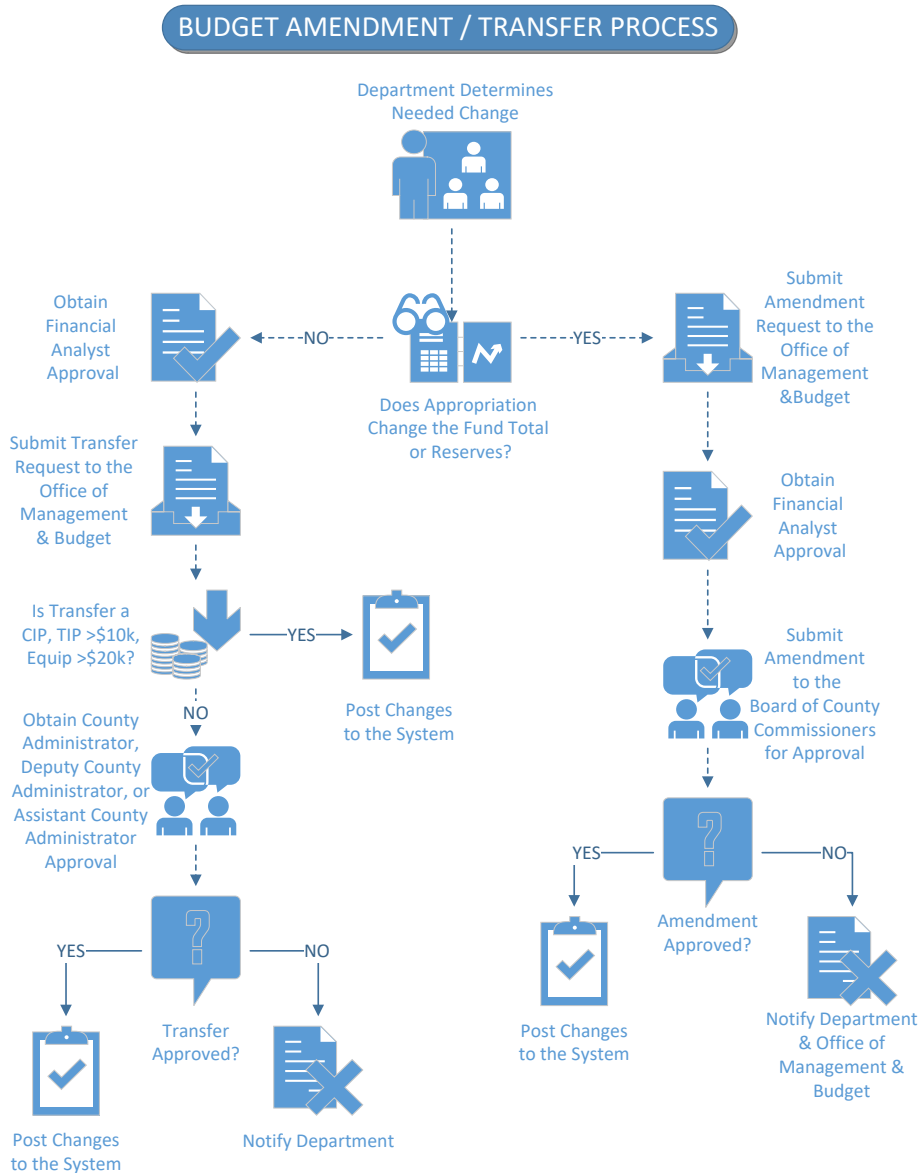 BUDGET AMENDMENT / TRANSFER PROCESS
Department Determines
Needed Change
Obtain
Financial
Analyst
Approval
NO
YES
Submit
Amendment
Request to the
Office of
Management
&Budget
Does Appropriation
Change the Fund Total
or Reserves?
Submit Transfer
Request to the
Office of
Management
& Budget
Obtain
Financial
Analyst
Approval
Is Transfer a
CIP, TIP >$10k,
Equip >$20k?
YES
Post Changes
to the System
NO
Submit
Amendment
to the
Board of County
Commissioners
for Approval
Obtain County
Administrator,
Deputy County
Administrator, or
Assistant County
Administrator
Approval
?
YES
NO
Amendment
Approved?
?
YES
NO
Transfer
Approved?
Post Changes
to the System
Notify Department
& Office of
Management &
Budget
Post Changes
to the System
Notify Department